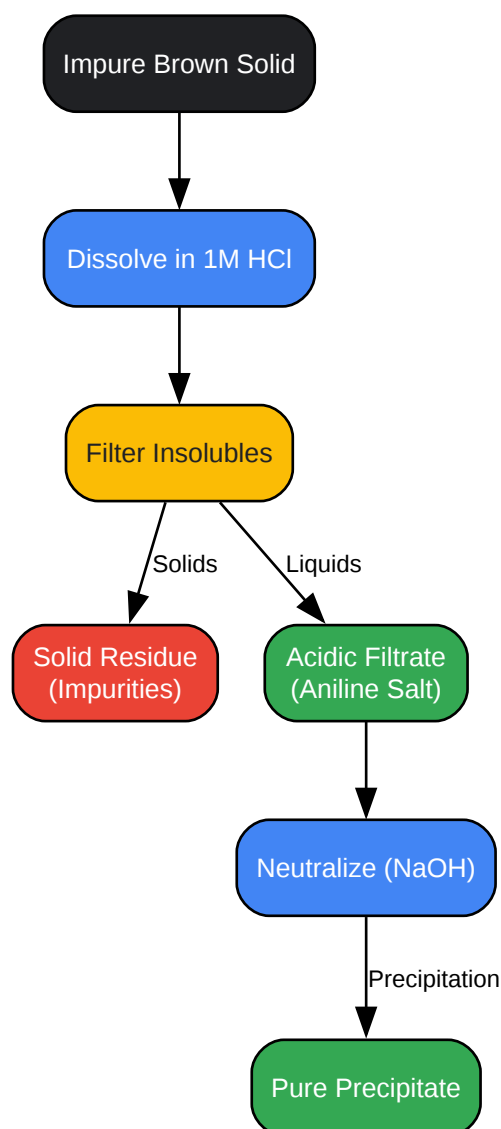 Impure Brown Solid
Dissolve in 1M HCl
Filter Insolubles
Solids
Liquids
Solid Residue
(Impurities)
Acidic Filtrate
(Aniline Salt)
Neutralize (NaOH)
Precipitation
Pure Precipitate